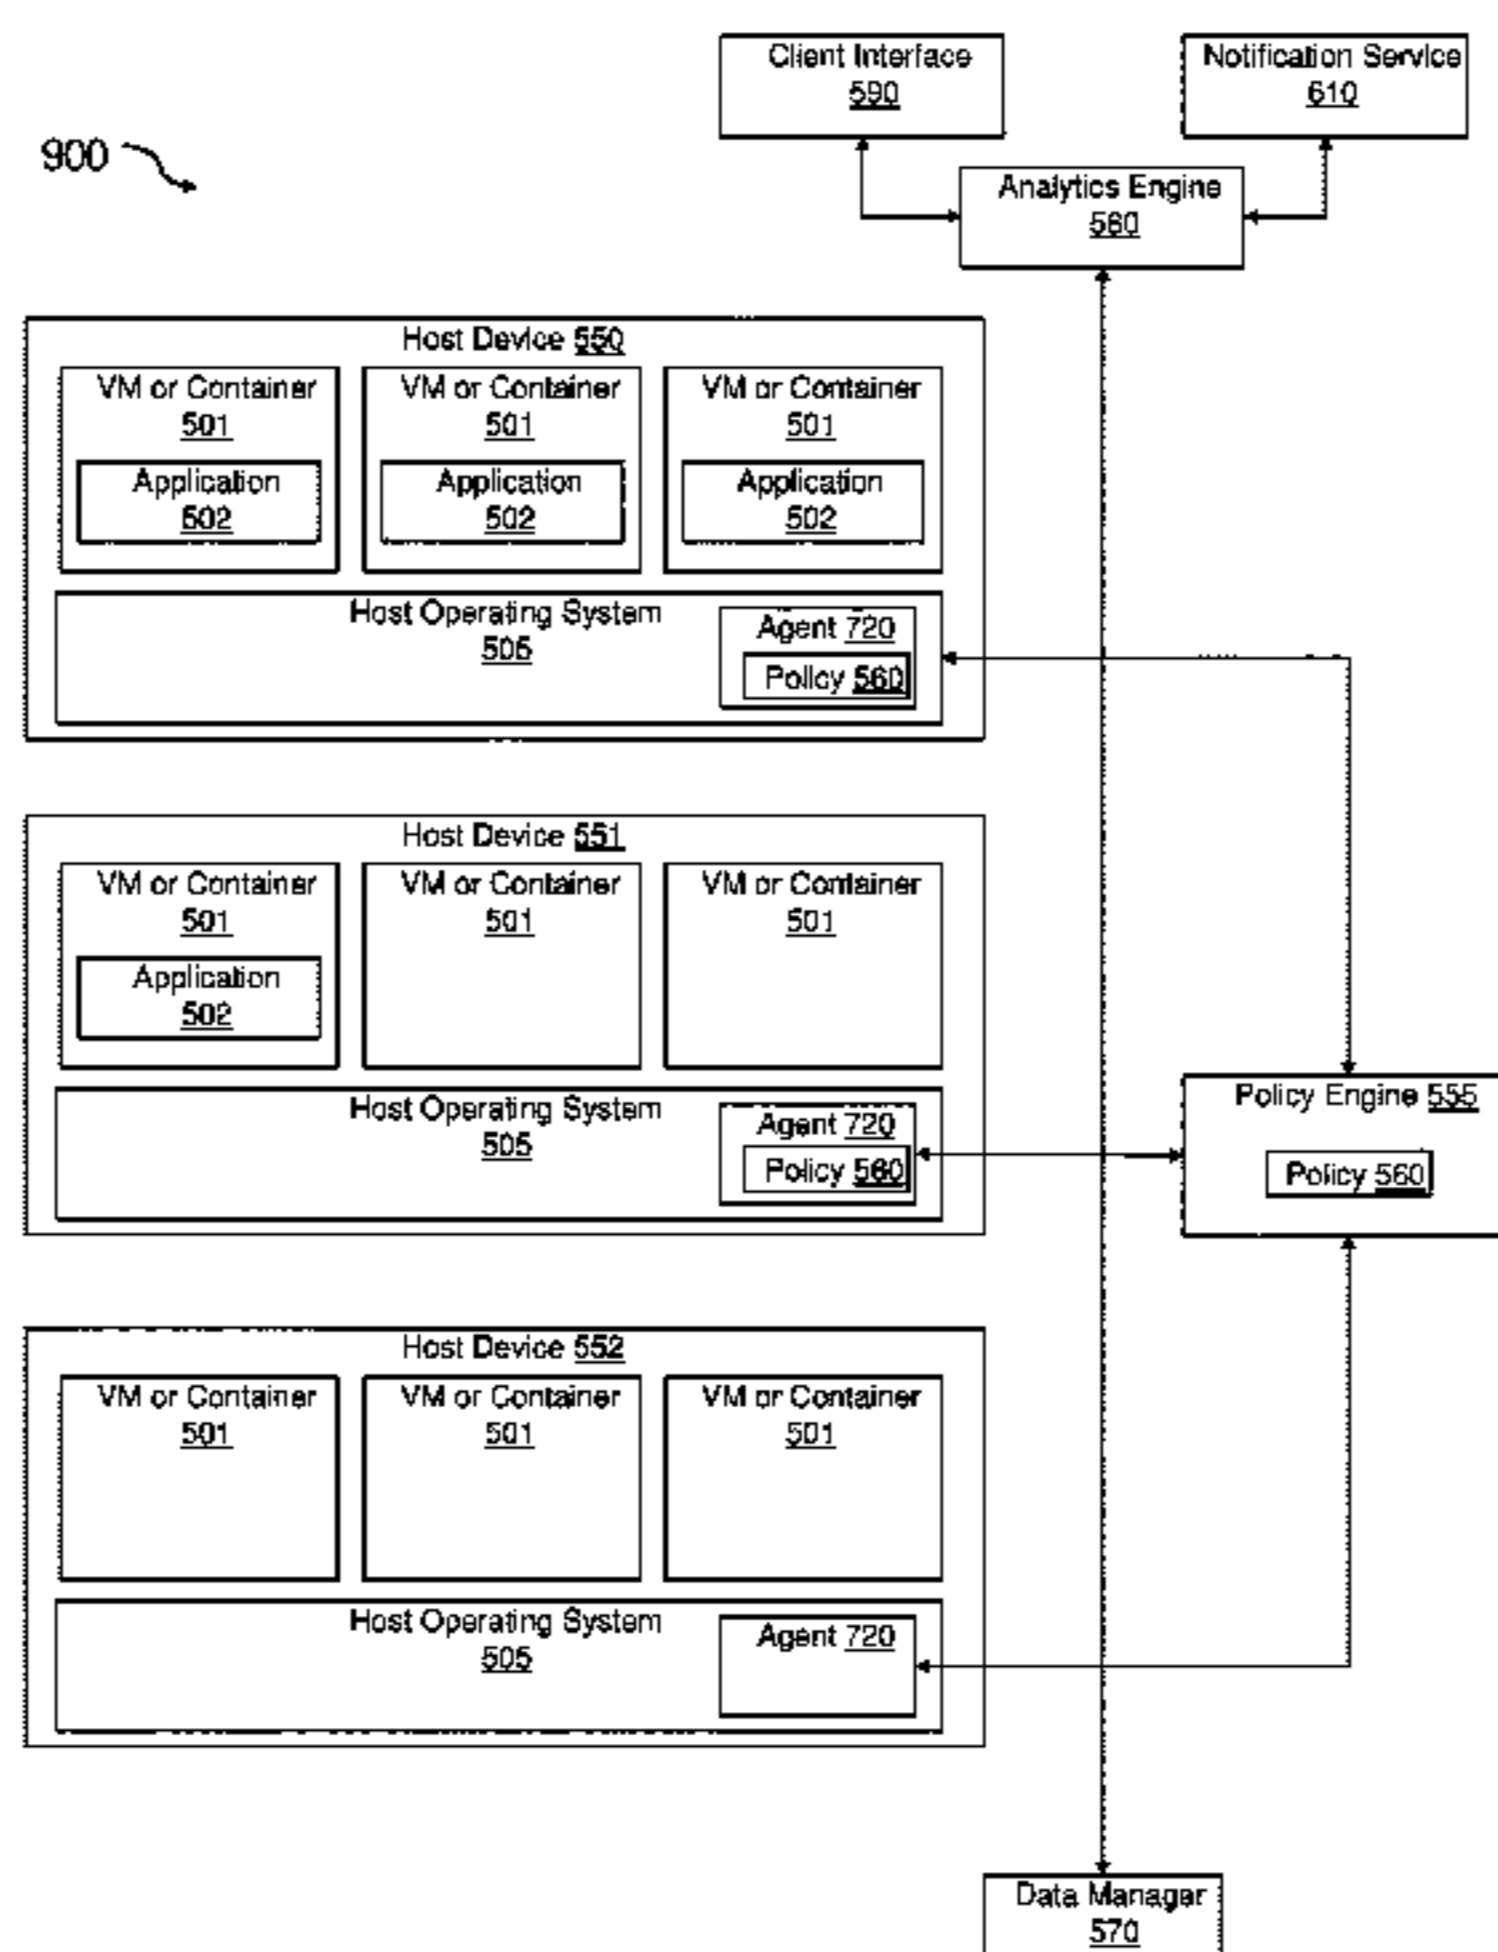 Client Interface
590
Notification Service
610
900
Analytics Engine
580
Host Device 550
VM or Container
501
Application
502
VM or Container
501
Application
502
VM or Container
501
Application
502
Host Operating System
505
Agent 720
Policy 560
Host Device 551
VM or Container
501
Application
502
VM or Container
501
VM or Container
501
Host Operating System
505
Agent 720
Policy 560
Policy Engine 555
Policy 560
Host Device 552
VM or Container
501
VM or Container
501
VM or Container
501
Host Operating System
505
Agent 720
Data Manager
570